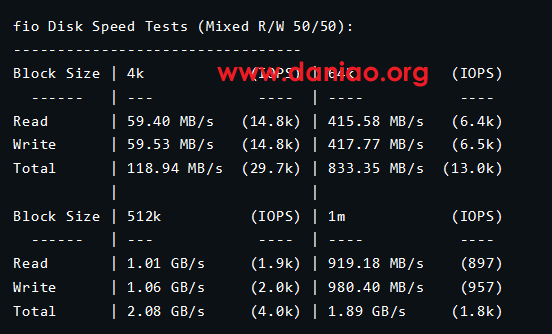 fio Disk Speed Tests (Mixed R/W 50/50):
---------------------------------
Block Size | 4k (IOPS) | 64k (IOPS)
------ | --- ---- | ---- ----
Read | 59.40 MB/s (14.8k) | 415.58 MB/s (6.4k)
Write | 59.53 MB/s (14.8k) | 417.77 MB/s (6.5k)
Total | 118.94 MB/s (29.7k) | 833.35 MB/s (13.0k)
| |
Block Size | 512k (IOPS) | 1m (IOPS)
------ | --- ---- | ---- ----
Read | 1.01 GB/s (1.9k) | 919.18 MB/s (897)
Write | 1.06 GB/s (2.0k) | 980.40 MB/s (957)
Total | 2.08 GB/s (4.0k) | 1.89 GB/s (1.8k)
www.daniao.org